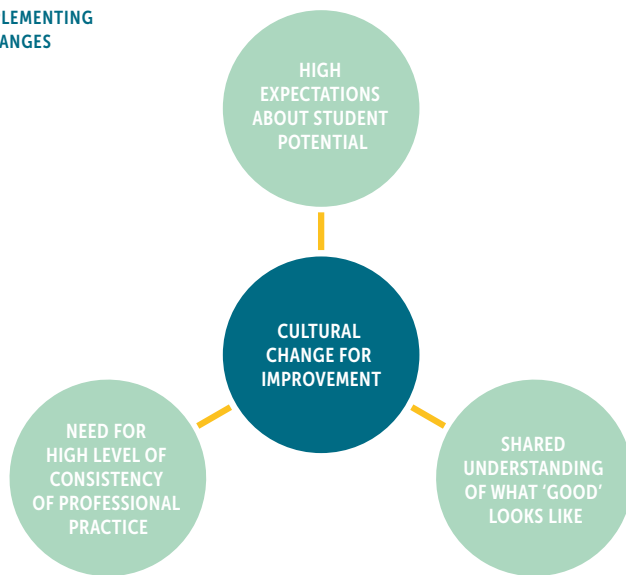 LEMENTING
ANGES
HIGH
EXPECTATIONS
ABOUT STUDENT
POTENTIAL
CULTURAL
CHANGE FOR
IMPROVEMENT
NEED FOR
HIGH LEVEL OF
CONSISTENCY
OF PROFESSIONAL
PRACTICE
SHARED
UNDERSTANDING
OF WHAT ‘GOOD’
LOOKS LIKE